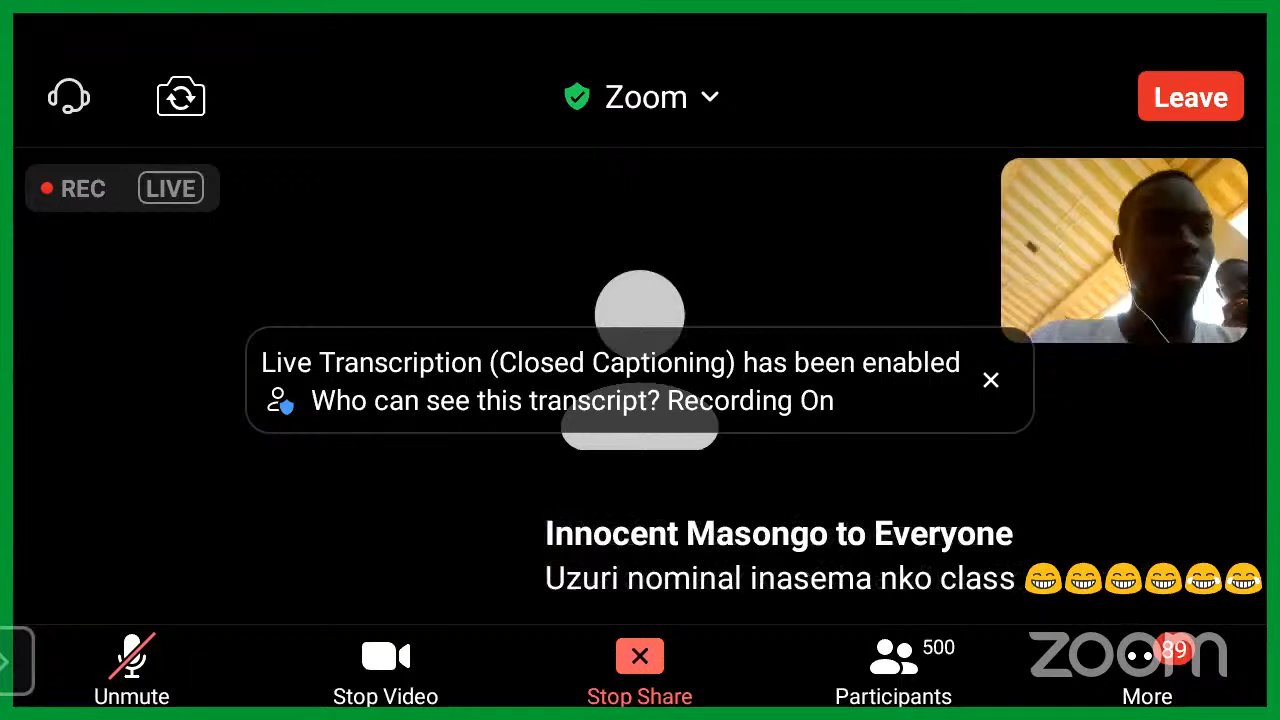 Zoom
Leave
REC LIVE
Live Transcription (Closed Captioning) has been enabled
Who can see this transcript? Recording On
Innocent Masongo to Everyone
Uzuri nominal inasema nko class 😁😁😁😁😂😂
500
89
zoom
Unmute
Stop Video
Stop Share
Participants
More